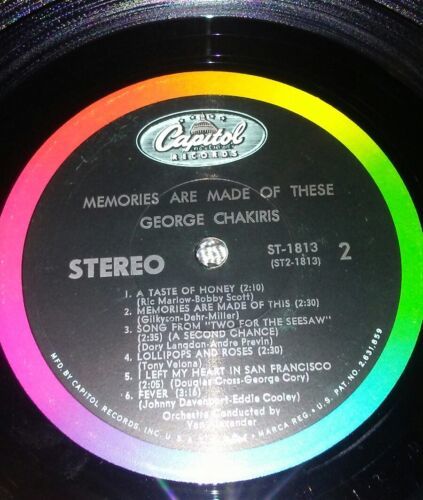 Capitol
RECORDS
MEMORIES ARE MADE OF THESE
GEORGE CHAKIRIS
STEREO
ST-1813
(ST2-1813)
2
1. A TASTE OF HONEY (2:10)
(Ric Marlow-Bobby Scott)
2. MEMORIES ARE MADE OF THIS (2:30)
(Gilkyson-Dehr-Miller)
3. SONG FROM "TWO FOR THE SEESAW"
(2:35) (A SECOND CHANCE)
(Dory Langdon-Andre Previn)
4. LOLLIPOPS AND ROSES (2:30)
(Tony Velona)
5. I LEFT MY HEART IN SAN FRANCISCO
(2:05) (Douglas Cross-George Cory)
6. FEVER (3:16)
(Johnny Davenport-Eddie Cooley)
Orchestra Conducted by
Van Alexander
MFD. BY CAPITOL RECORDS, INC. U.S.A. MARCA REG. • U.S. PAT. NO. 2,631,859